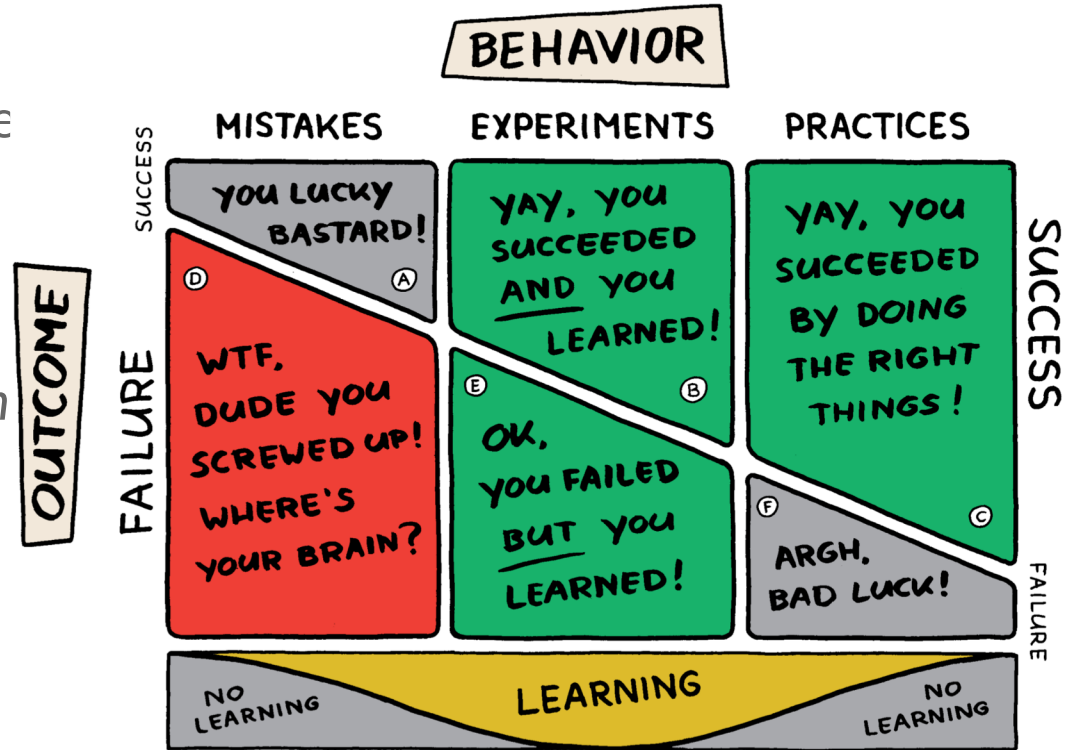 BEHAVIOR
MISTAKES
EXPERIMENTS
PRACTICES
OUTCOME
SUCCESS
FAILURE
YOU LUCKY
BASTARD!
A
D
WTF,
DUDE YOU
SCREWED UP!
WHERE'S
YOUR BRAIN?
YAY, YOU
SUCCEEDED
AND YOU
LEARNED!
B
E
OK,
YOU FAILED
BUT YOU
LEARNED!
YAY, YOU
SUCCEEDED
BY DOING
THE RIGHT
THINGS!
C
F
ARGH,
BAD LUCK!
SUCCESS
FAILURE
NO
LEARNING
LEARNING
NO
LEARNING